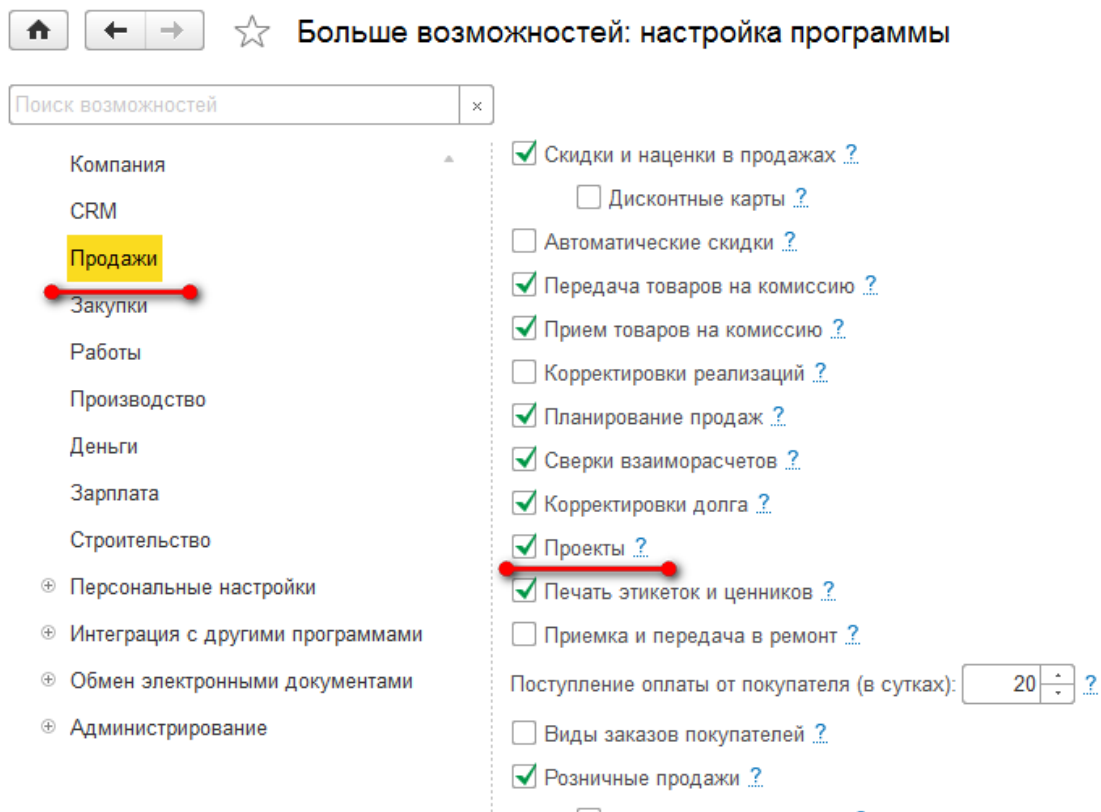 Больше возможностей: настройка программы
Поиск возможностей ×
Компания
CRM
Продажи
Закупки
Работы
Производство
Деньги
Зарплата
Строительство
Персональные настройки
Интеграция с другими программами
Обмен электронными документами
Администрирование
Скидки и наценки в продажах ?
Дисконтные карты ?
Автоматические скидки ?
Передача товаров на комиссию ?
Прием товаров на комиссию ?
Корректировки реализаций ?
Планирование продаж ?
Сверки взаиморасчетов ?
Корректировки долга ?
Проекты ?
Печать этикеток и ценников ?
Приемка и передача в ремонт ?
Поступление оплаты от покупателя (в сутках): 20 ?
Виды заказов покупателей ?
Розничные продажи ?